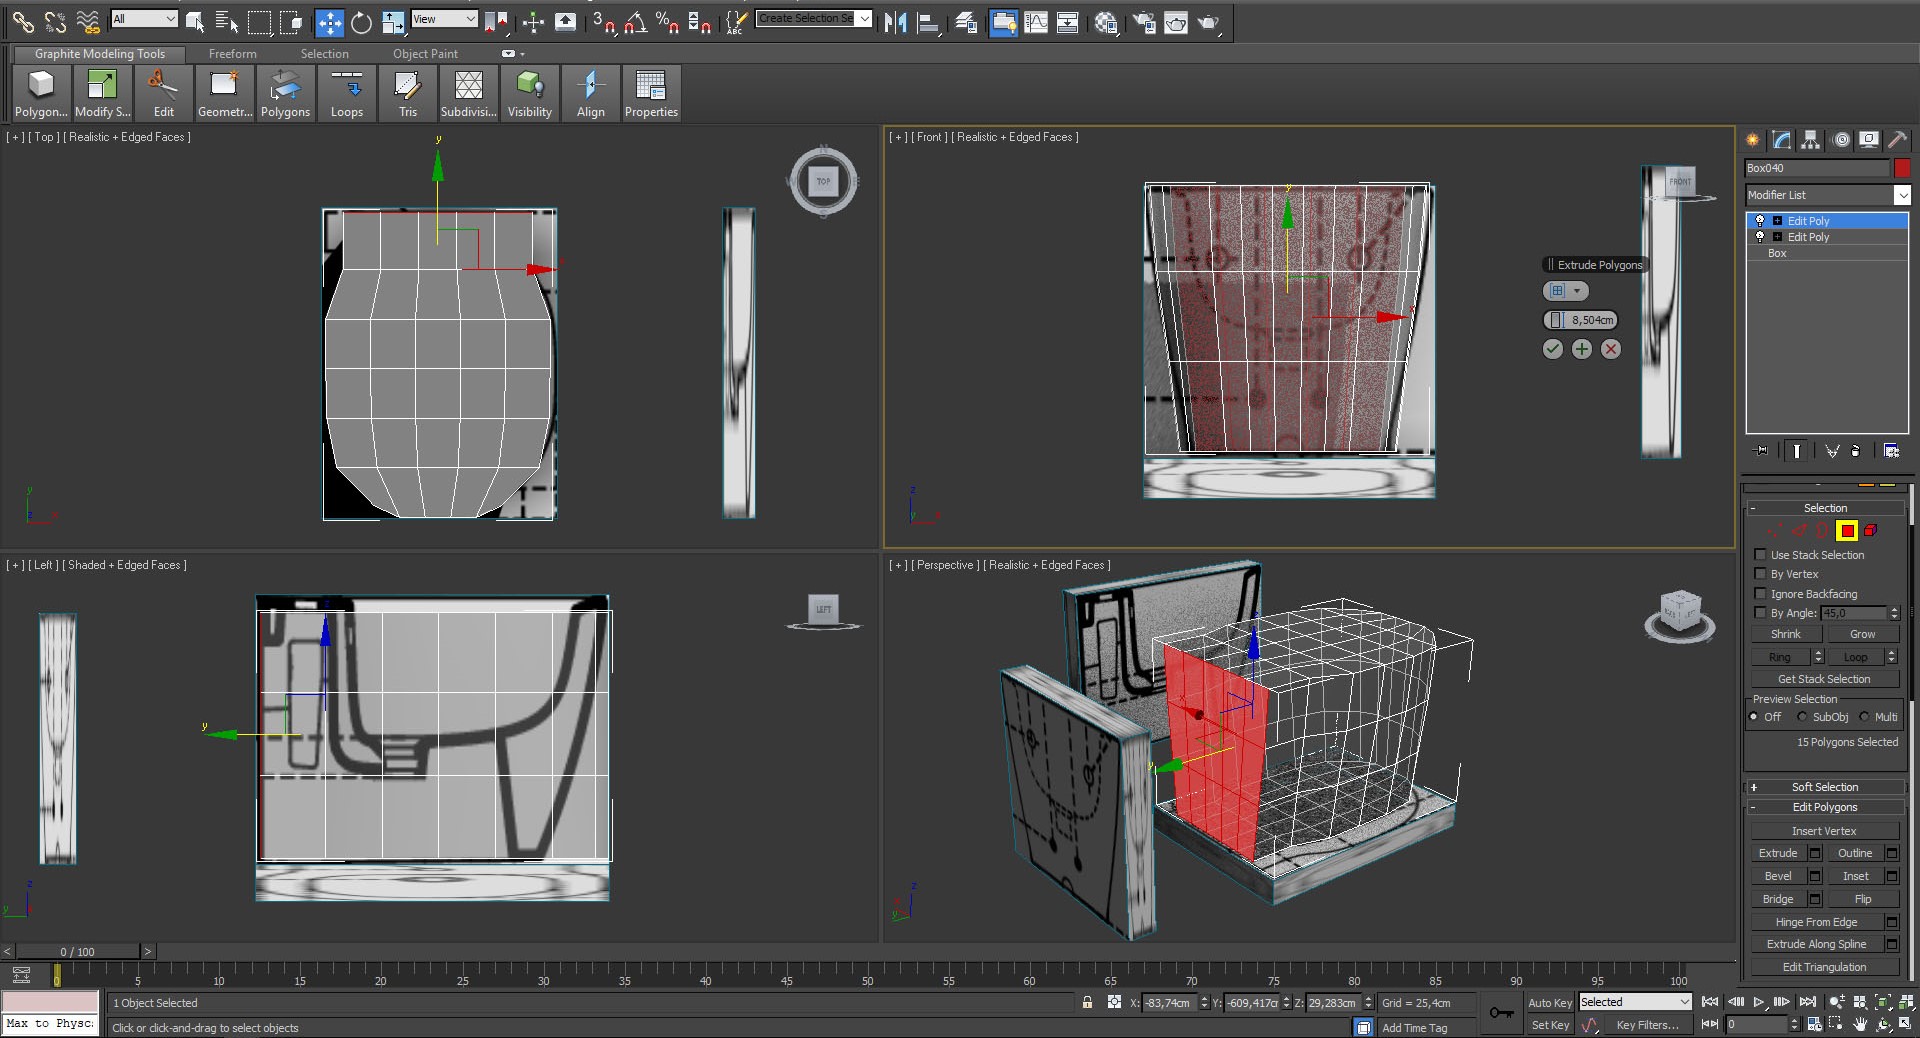 All
View
3
%
ABC
Create Selection Se
Graphite Modeling Tools
Freeform
Selection
Object Paint
Polygon...
Modify S...
Edit
Geometr...
Polygons
Loops
Tris
Subdivisi...
Visibility
Align
Properties
[ + ] [ Top ] [ Realistic + Edged Faces ]
TOP
[ + ] [ Front ] [ Realistic + Edged Faces ]
FRONT
Extrude Polygons
8,504cm
[ + ] [ Left ] [ Shaded + Edged Faces ]
LEFT
[ + ] [ Perspective ] [ Realistic + Edged Faces ]
Box040
Modifier List
Edit Poly
Edit Poly
Box
Selection
Use Stack Selection
By Vertex
Ignore Backfacing
By Angle: 45,0
Shrink Grow
Ring Loop
Get Stack Selection
Preview Selection
Off SubObj Multi
15 Polygons Selected
Soft Selection
Edit Polygons
Insert Vertex
Extrude Outline
Bevel Inset
Bridge Flip
Hinge From Edge
Extrude Along Spline
Edit Triangulation
0 / 100
0 5 10 15 20 25 30 35 40 45 50 55 60 65 70 75 80 85 90 95 100
1 Object Selected
X: -83,74cm Y: -609,417c Z: 29,283cm Grid = 25,4cm
Auto Key Selected
Max to Physc:
Click or click-and-drag to select objects
Add Time Tag
Set Key Key Filters... 0